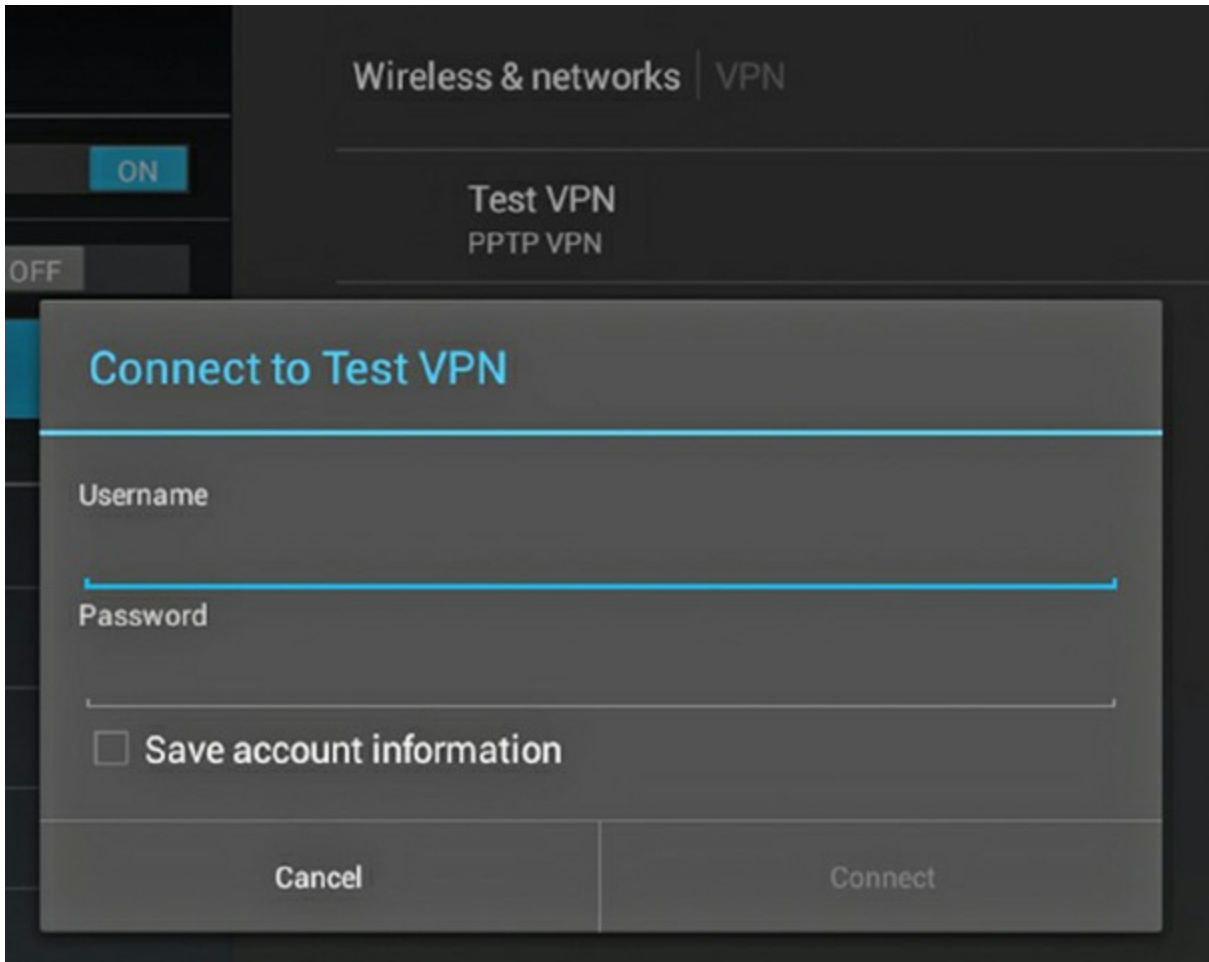 Wireless & networks | VPN
ON
Test VPN
PPTP VPN
OFF
Connect to Test VPN
Username
Password
Save account information
Cancel
Connect